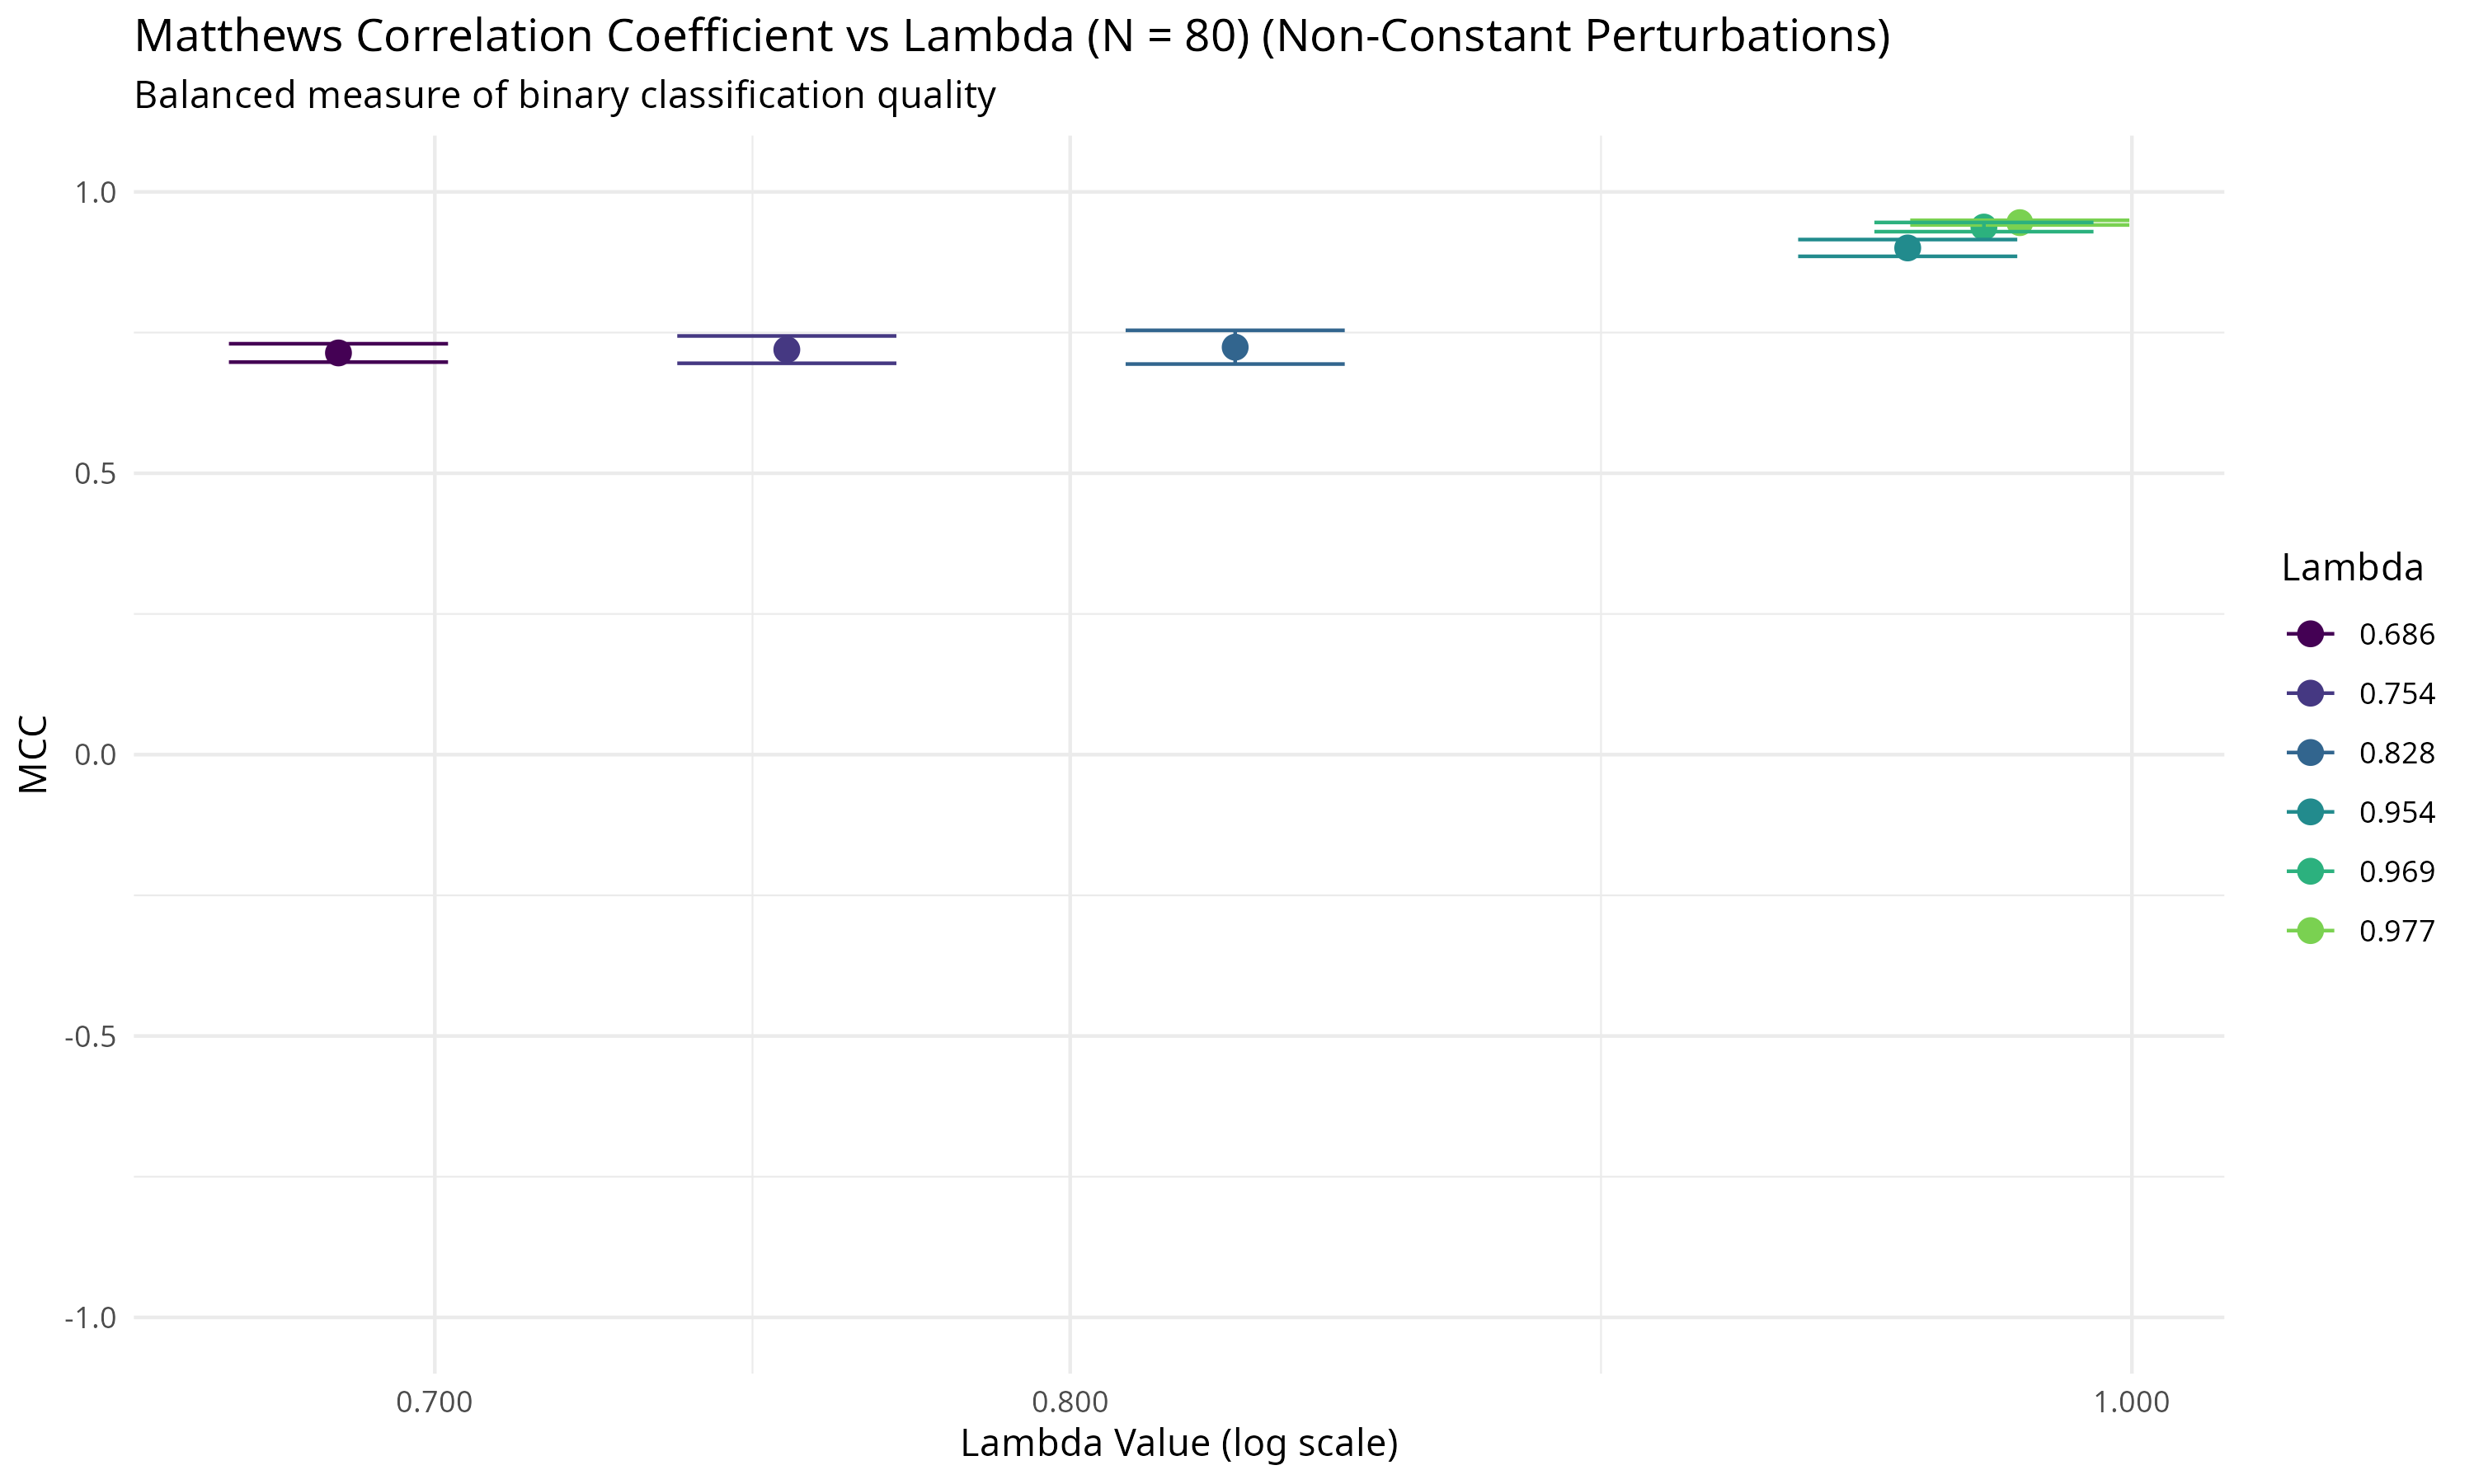 Matthews Correlation Coefficient vs Lambda (N = 80) (Non-Constant Perturbations)
Balanced measure of binary classification quality
MCC
1.0
0.5
0.0
-0.5
-1.0
0.700
0.800
1.000
Lambda Value (log scale)
Lambda
0.686
0.754
0.828
0.954
0.969
0.977